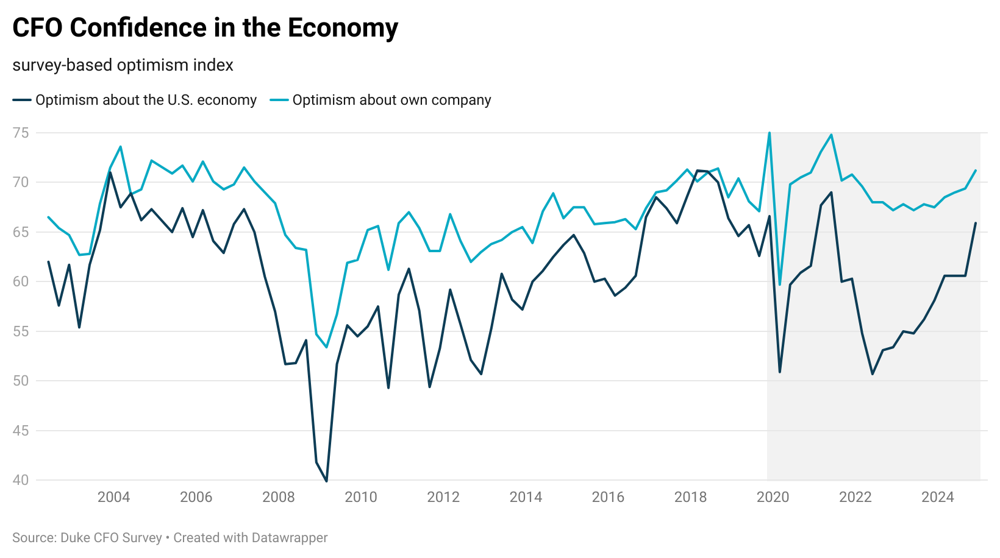 CFO Confidence in the Economy
survey-based optimism index
Optimism about the U.S. economy Optimism about own company
75
70
65
60
55
50
45
40
2004 2006 2008 2010 2012 2014 2016 2018 2020 2022 2024
Source: Duke CFO Survey • Created with Datawrapper